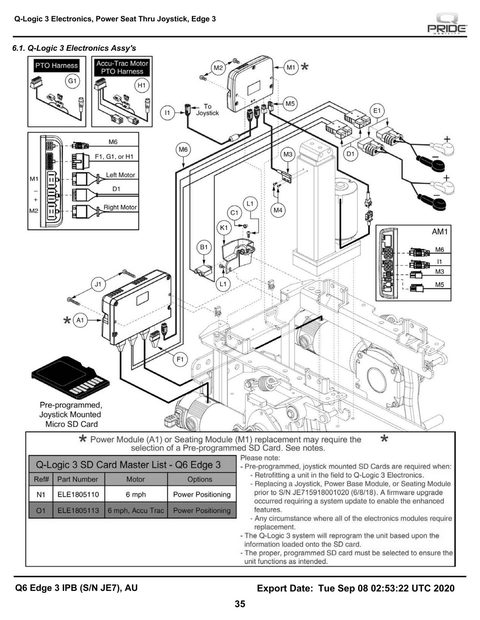 Q-Logic 3 Electronics, Power Seat Thru Joystick, Edge 3
PRIDE
6.1. Q-Logic 3 Electronics Assy's
PTO Harness
G1
Accu-Trac Motor
PTO Harness
H1
M2
M1
*
I1
To
Joystick
M5
E1
M6
M3
D1
+
–
+
–
M6
F1, G1, or H1
Left Motor
D1
Right Motor
M1
–
+
M2
M4
L1
C1
K1
B1
L1
J1
AM1
M6
I1
M3
M5
* A1
F1
Pre-programmed,
Joystick Mounted
Micro SD Card
* Power Module (A1) or Seating Module (M1) replacement may require the *
selection of a Pre-programmed SD Card. See notes.
Q-Logic 3 SD Card Master List - Q6 Edge 3
Ref# Part Number Motor Options
N1 ELE1805110 6 mph Power Positioning
O1 ELE1805113 6 mph, Accu Trac Power Positioning
Please note:
- Pre-programmed, joystick mounted SD Cards are required when:
- Retrofitting a unit in the field to Q-Logic 3 Electronics.
- Replacing a Joystick, Power Base Module, or Seating Module
prior to S/N JE715918001020 (6/8/18). A firmware upgrade
occurred requiring a system update to enable the enhanced
features.
- Any circumstance where all of the electronics modules require
replacement.
- The Q-Logic 3 system will reprogram the unit based upon the
information loaded onto the SD card.
- The proper, programmed SD card must be selected to ensure the
unit functions as intended.
Q6 Edge 3 IPB (S/N JE7), AU
Export Date: Tue Sep 08 02:53:22 UTC 2020
35